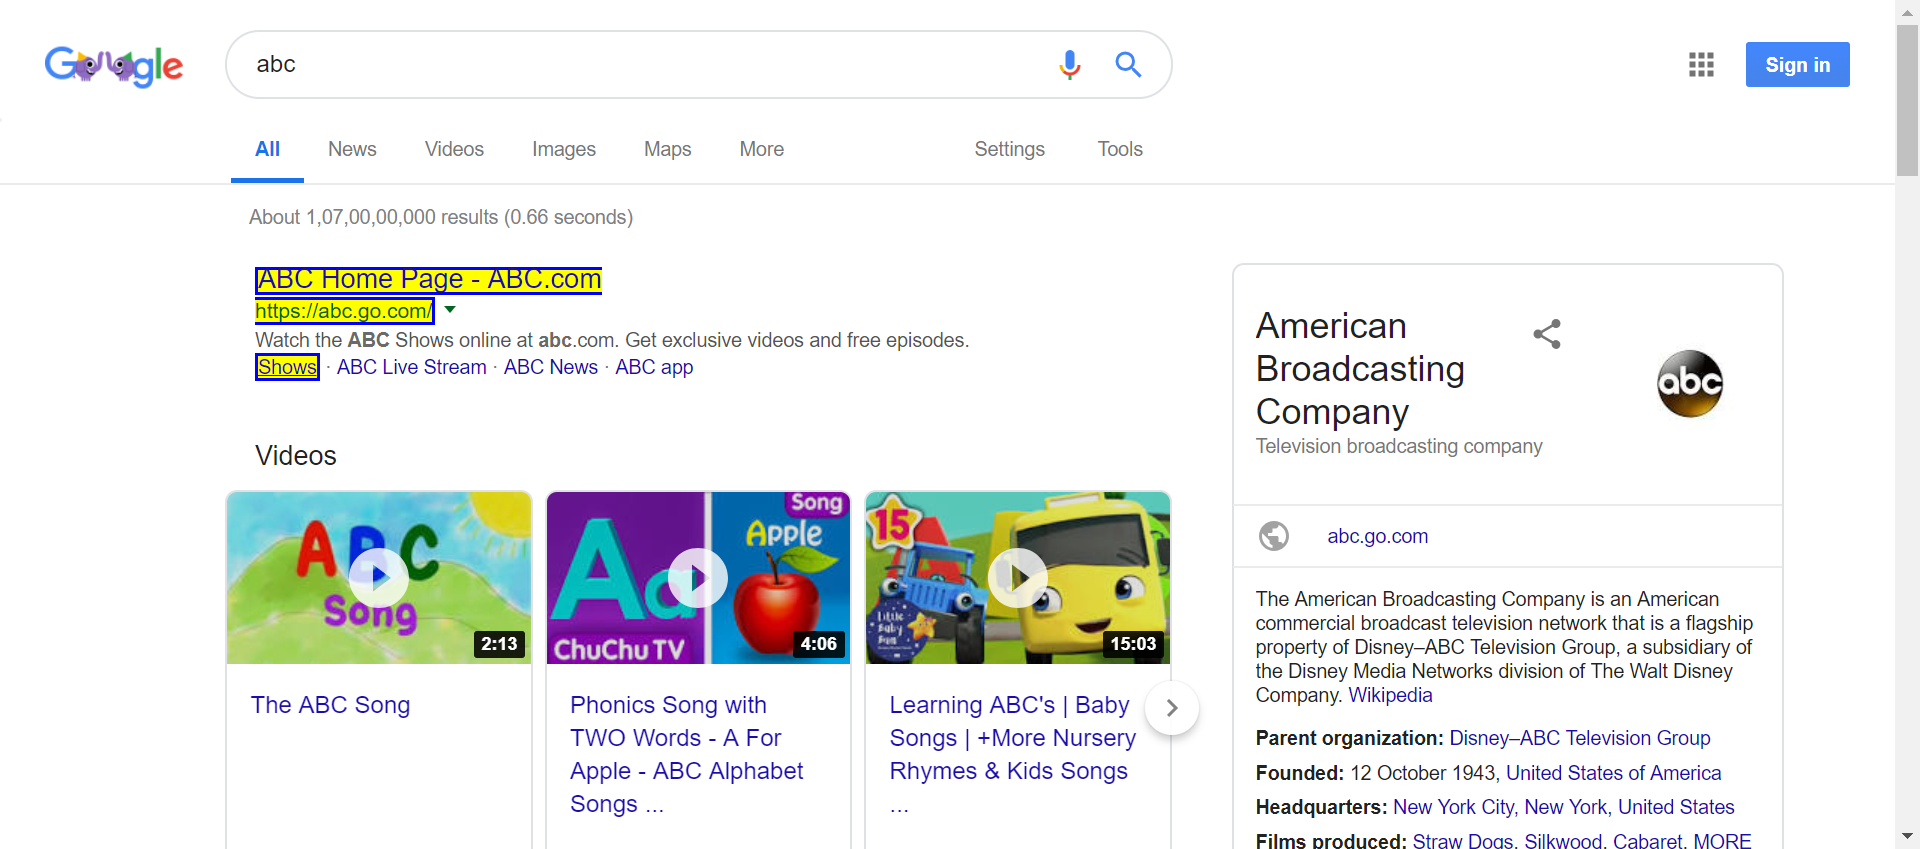 Google
abc
Sign in
All News Videos Images Maps More Settings Tools
About 1,07,00,00,000 results (0.66 seconds)
ABC Home Page - ABC.com
https://abc.go.com/
Watch the ABC Shows online at abc.com. Get exclusive videos and free episodes.
Shows · ABC Live Stream · ABC News · ABC app
Videos
ABC
Song
2:13
The ABC Song
Song
Aa
Apple
ChuChu TV
4:06
Phonics Song with
TWO Words - A For
Apple - ABC Alphabet
Songs ...
15
Little
Baby
Bum
15:03
Learning ABC's | Baby
Songs | +More Nursery
Rhymes & Kids Songs
...
American
Broadcasting
Company
Television broadcasting company
abc
abc.go.com
The American Broadcasting Company is an American
commercial broadcast television network that is a flagship
property of Disney–ABC Television Group, a subsidiary of
the Disney Media Networks division of The Walt Disney
Company. Wikipedia
Parent organization: Disney–ABC Television Group
Founded: 12 October 1943, United States of America
Headquarters: New York City, New York, United States
Films produced: Straw Dogs, Silkwood, Cabaret, MORE